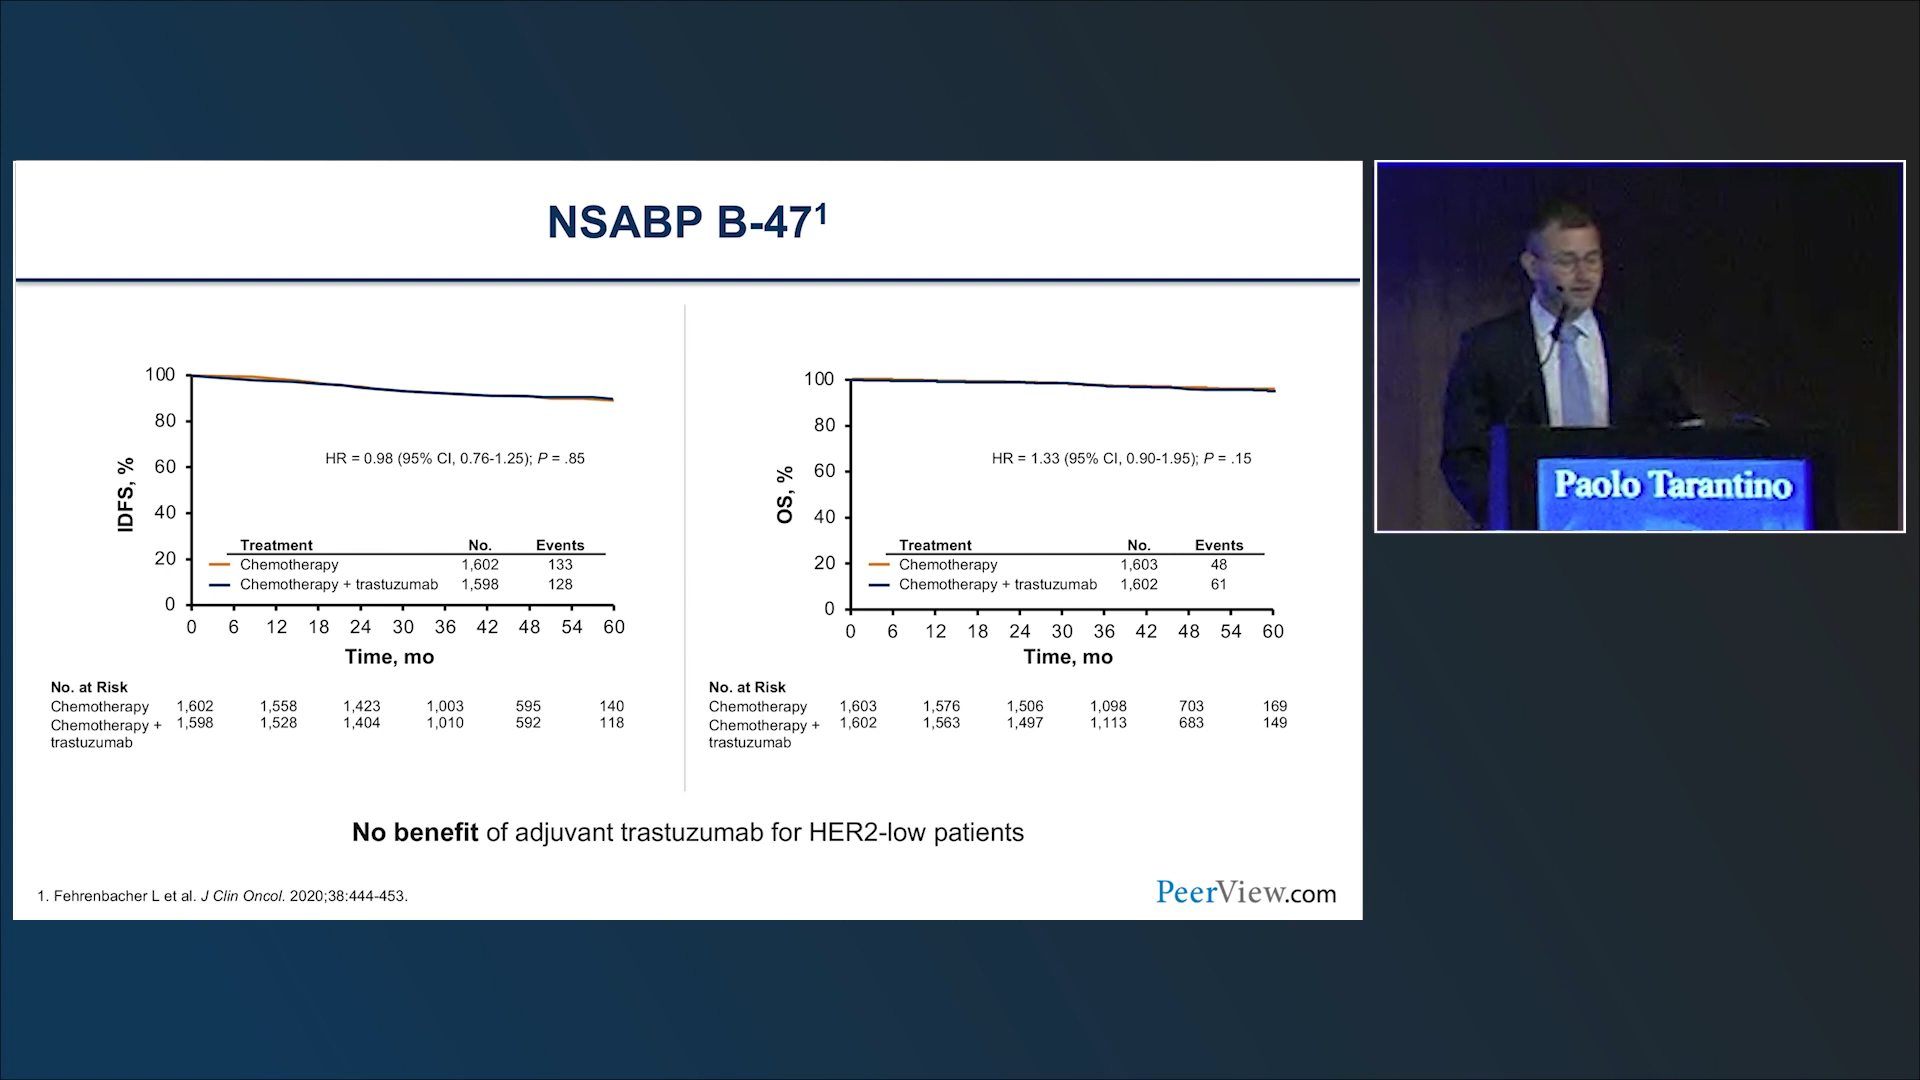 NSABP B-47¹
100
80
60
40
20
0
IDFS, %
HR = 0.98 (95% CI, 0.76-1.25); P = .85
Treatment No. Events
Chemotherapy 1,602 133
Chemotherapy + trastuzumab 1,598 128
0 6 12 18 24 30 36 42 48 54 60
Time, mo
No. at Risk
Chemotherapy 1,602 1,558 1,423 1,003 595 140
Chemotherapy + 1,598 1,528 1,404 1,010 592 118
trastuzumab
100
80
60
40
20
0
OS, %
HR = 1.33 (95% CI, 0.90-1.95); P = .15
Treatment No. Events
Chemotherapy 1,603 48
Chemotherapy + trastuzumab 1,602 61
0 6 12 18 24 30 36 42 48 54 60
Time, mo
No. at Risk
Chemotherapy 1,603 1,576 1,506 1,098 703 169
Chemotherapy + 1,602 1,563 1,497 1,113 683 149
trastuzumab
No benefit of adjuvant trastuzumab for HER2-low patients
1. Fehrenbacher L et al. J Clin Oncol. 2020;38:444-453.
PeerView.com
Paolo Tarantino